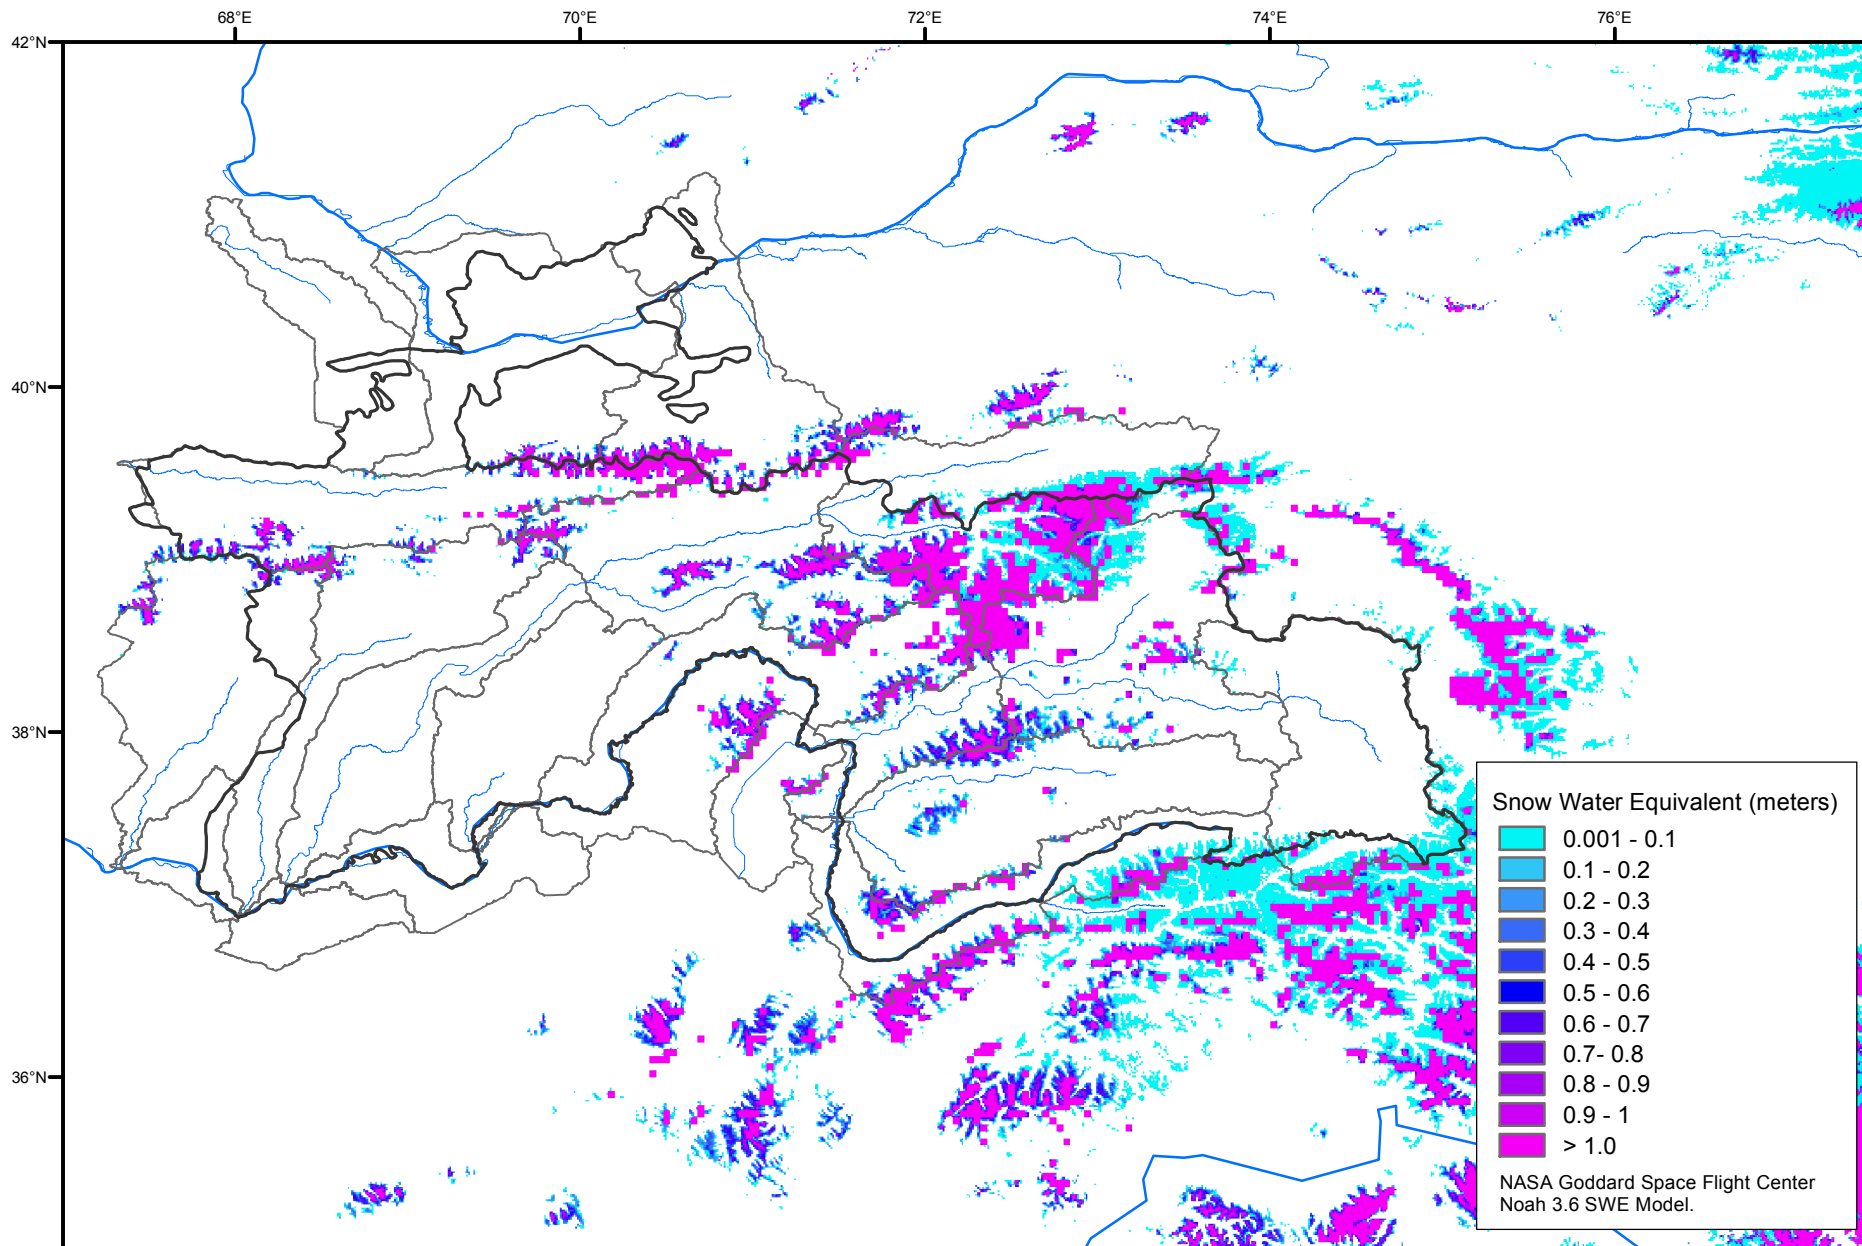 68°E 70°E 72°E 74°E 76°E
42°N
40°N
38°N
36°N
Snow Water Equivalent (meters)
0.001 - 0.1
0.1 - 0.2
0.2 - 0.3
0.3 - 0.4
0.4 - 0.5
0.5 - 0.6
0.6 - 0.7
0.7- 0.8
0.8 - 0.9
0.9 - 1
> 1.0
NASA Goddard Space Flight Center
Noah 3.6 SWE Model.